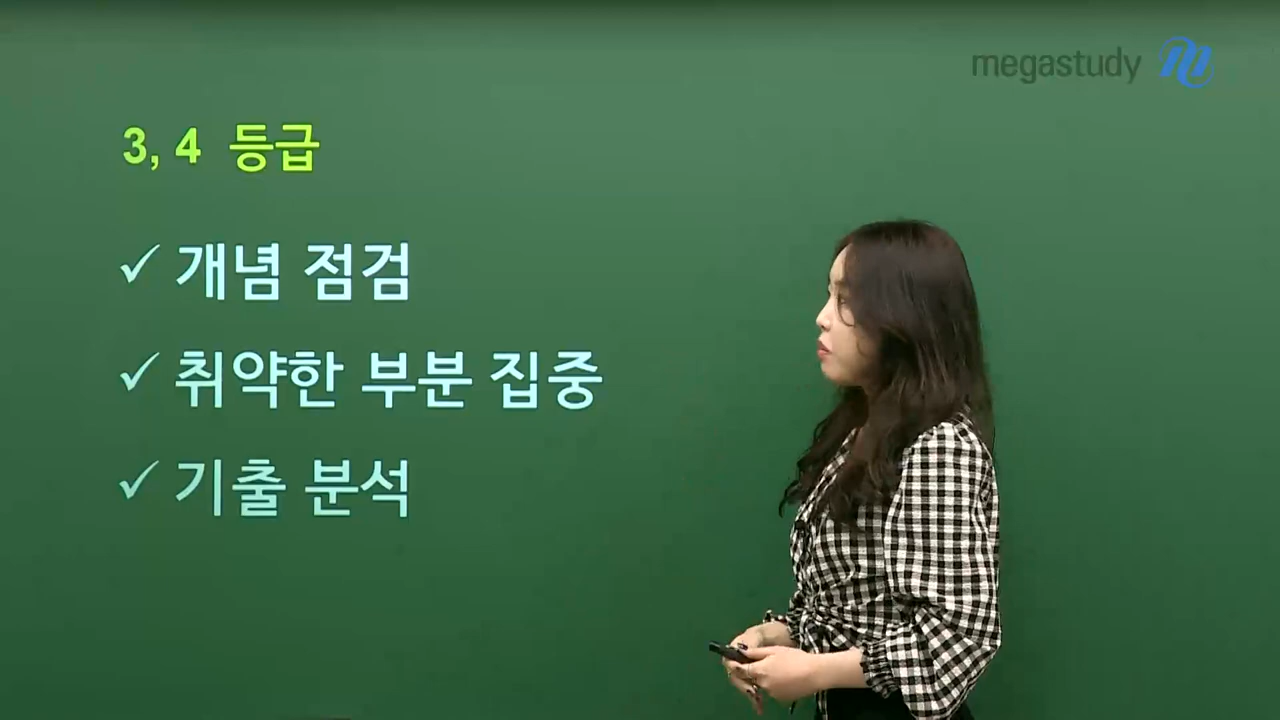 megastudy
3, 4 등급
✓ 개념 점검
✓ 취약한 부분 집중
✓ 기출 분석